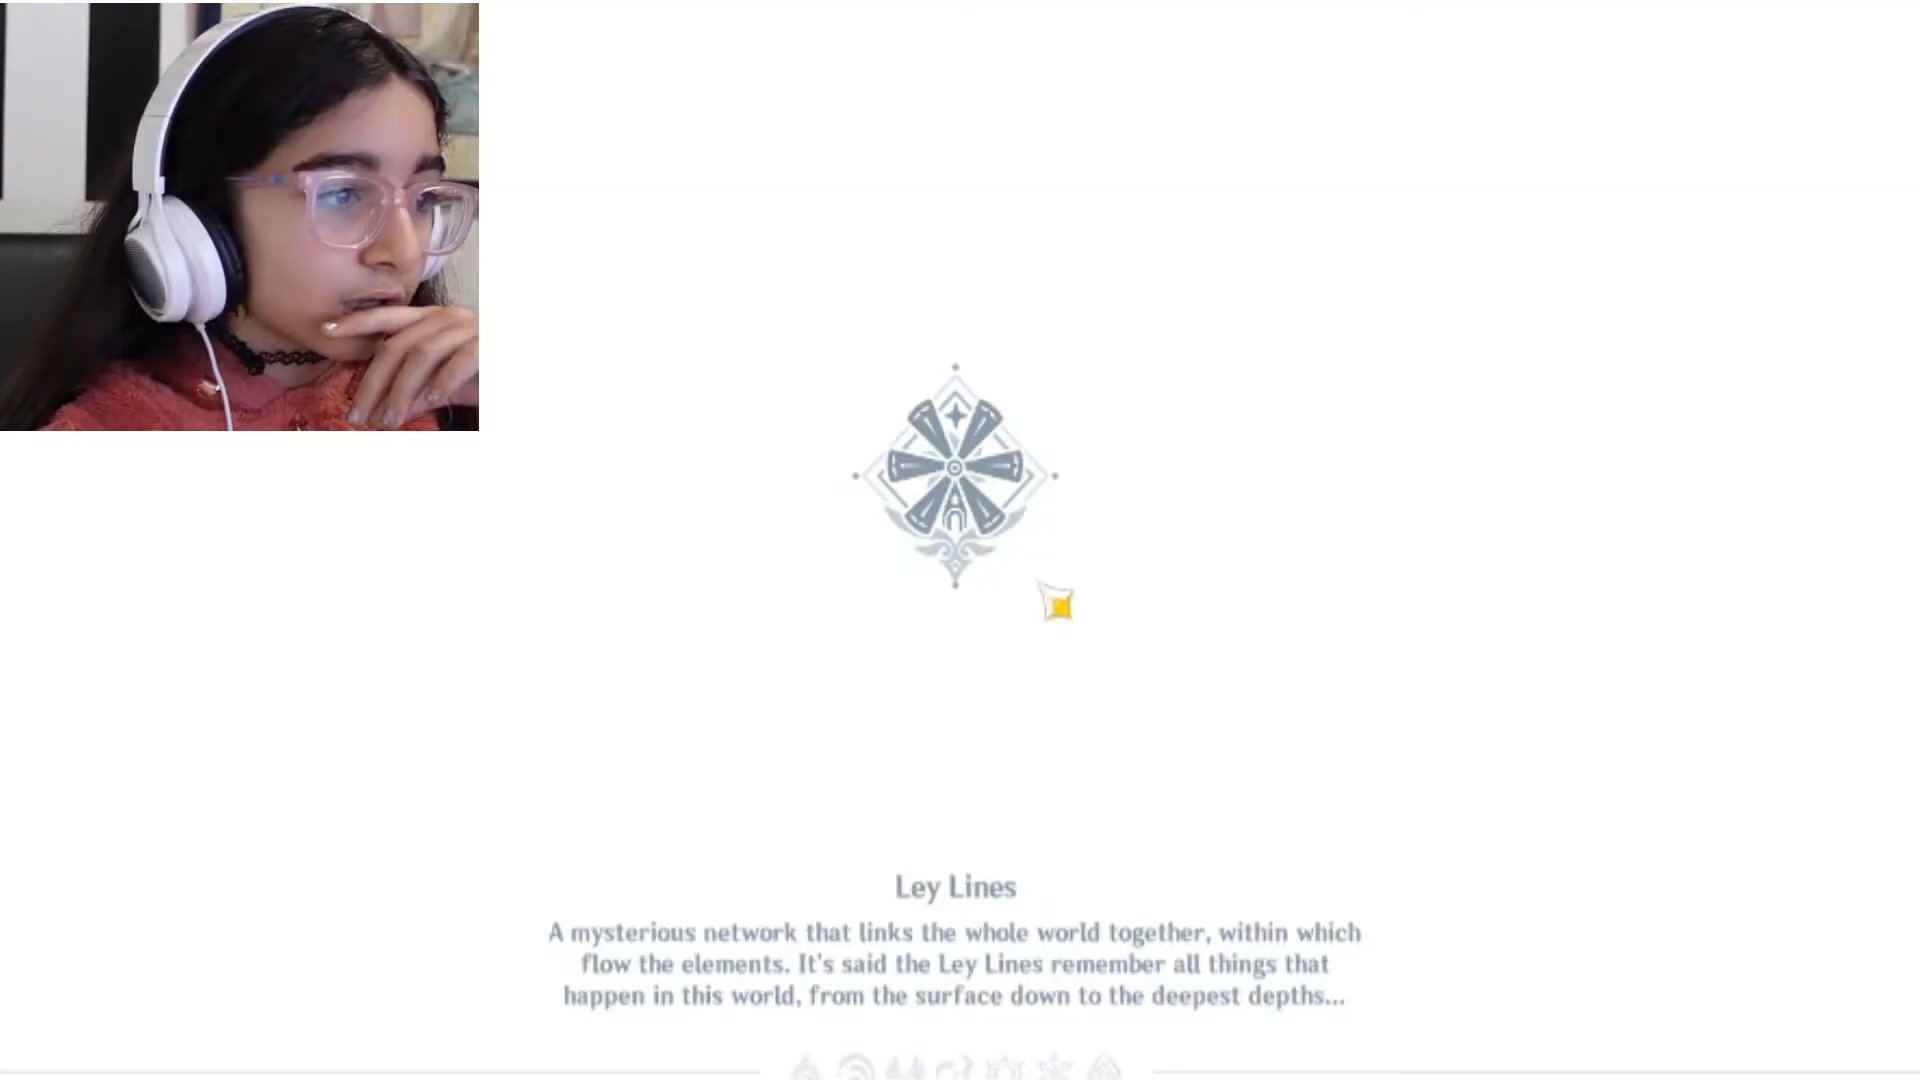 Ley Lines
A mysterious network that links the whole world together, within which
flow the elements. It's said the Ley Lines remember all things that
happen in this world, from the surface down to the deepest depths...